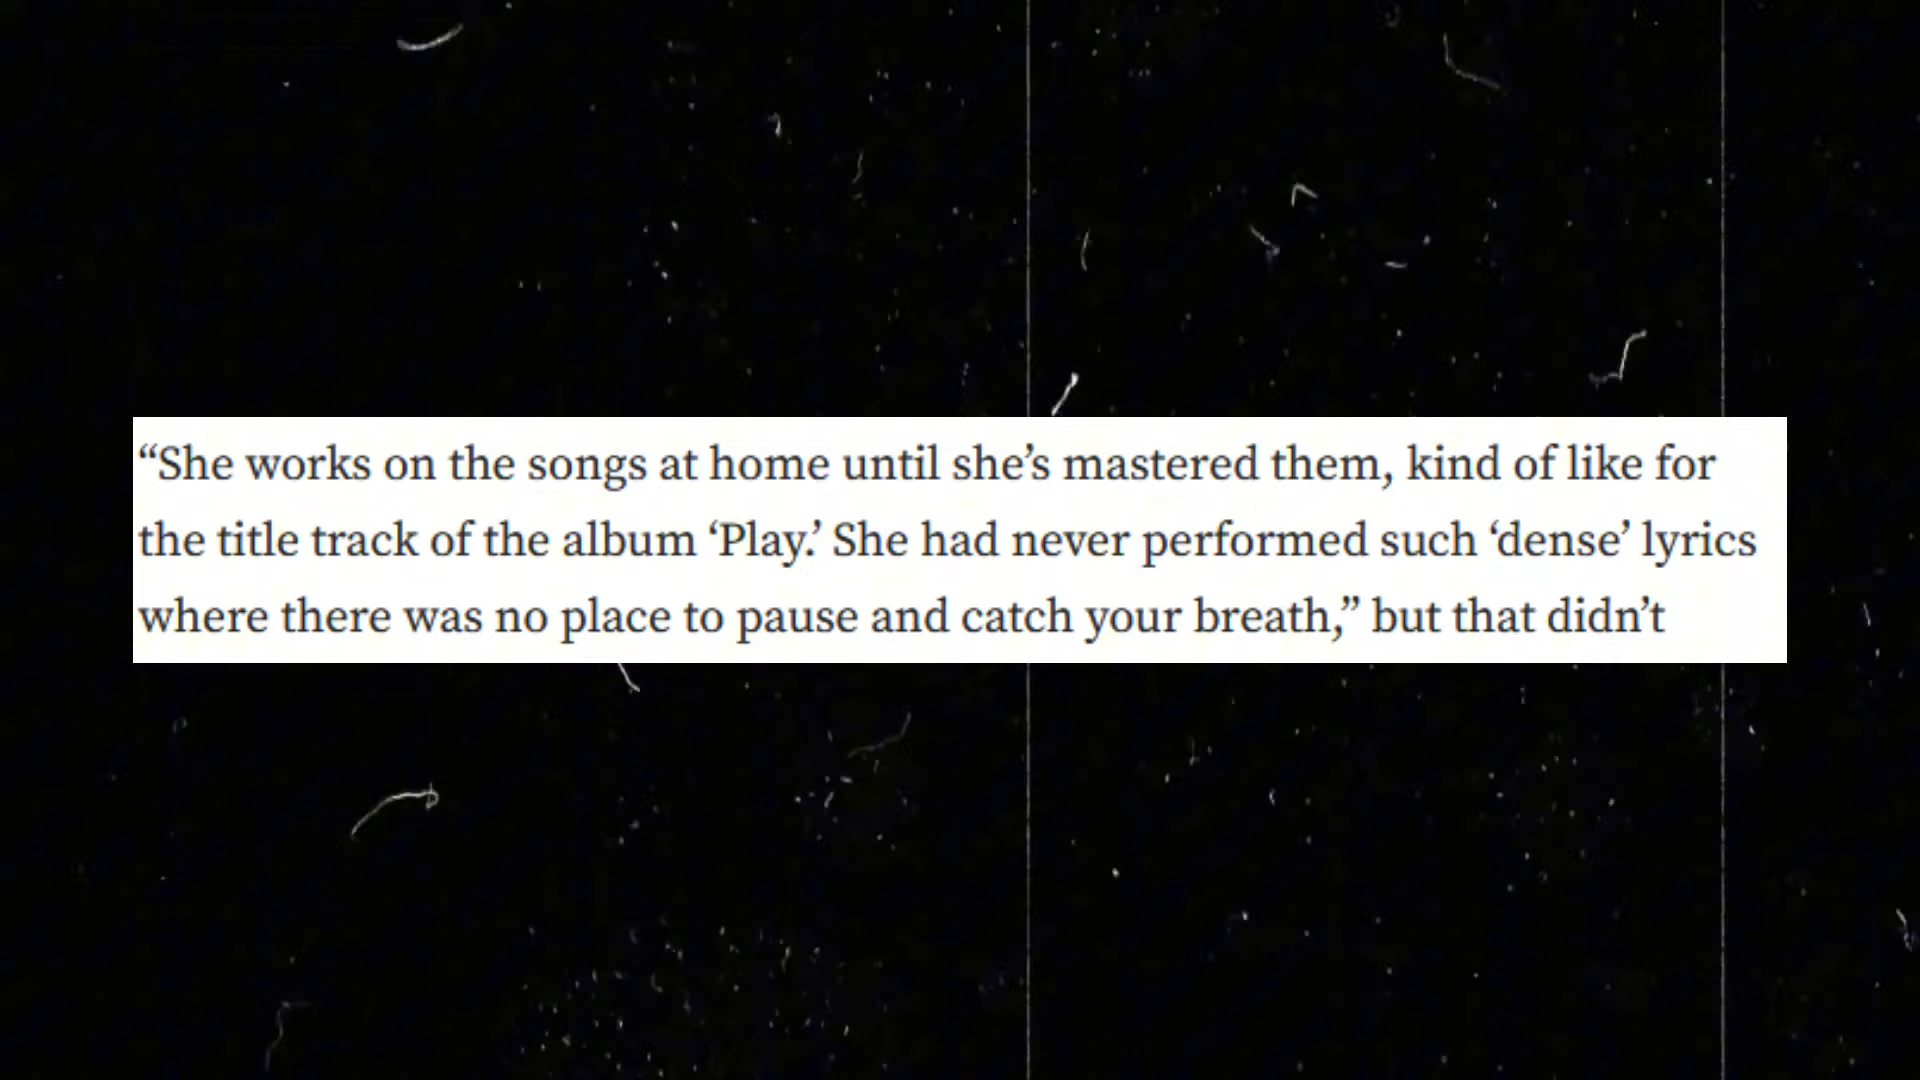 “She works on the songs at home until she’s mastered them, kind of like for
the title track of the album ‘Play.’ She had never performed such ‘dense’ lyrics
where there was no place to pause and catch your breath,” but that didn’t